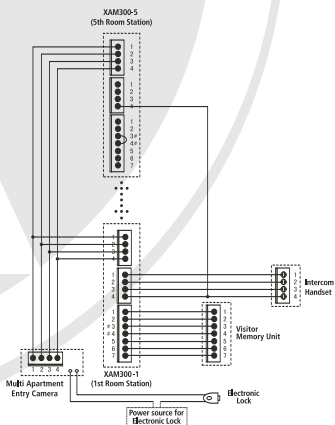 XAM300-5
(5th Room Station)
1
2
3
4
1
2
3
4
1
2
3#
4#
5
6
7
1
2
3
4
1
2
3
4
1
2
# 3
# 4
5
6
7
1
2
3
4
5
6
7
1
2
3
4
Intercom
Handset
Visitor
Memory Unit
1 2 3 4
Multi Apartment
Entry Camera
XAM300-1
(1st Room Station)
Electronic
Lock
Power source for
Electronic Lock